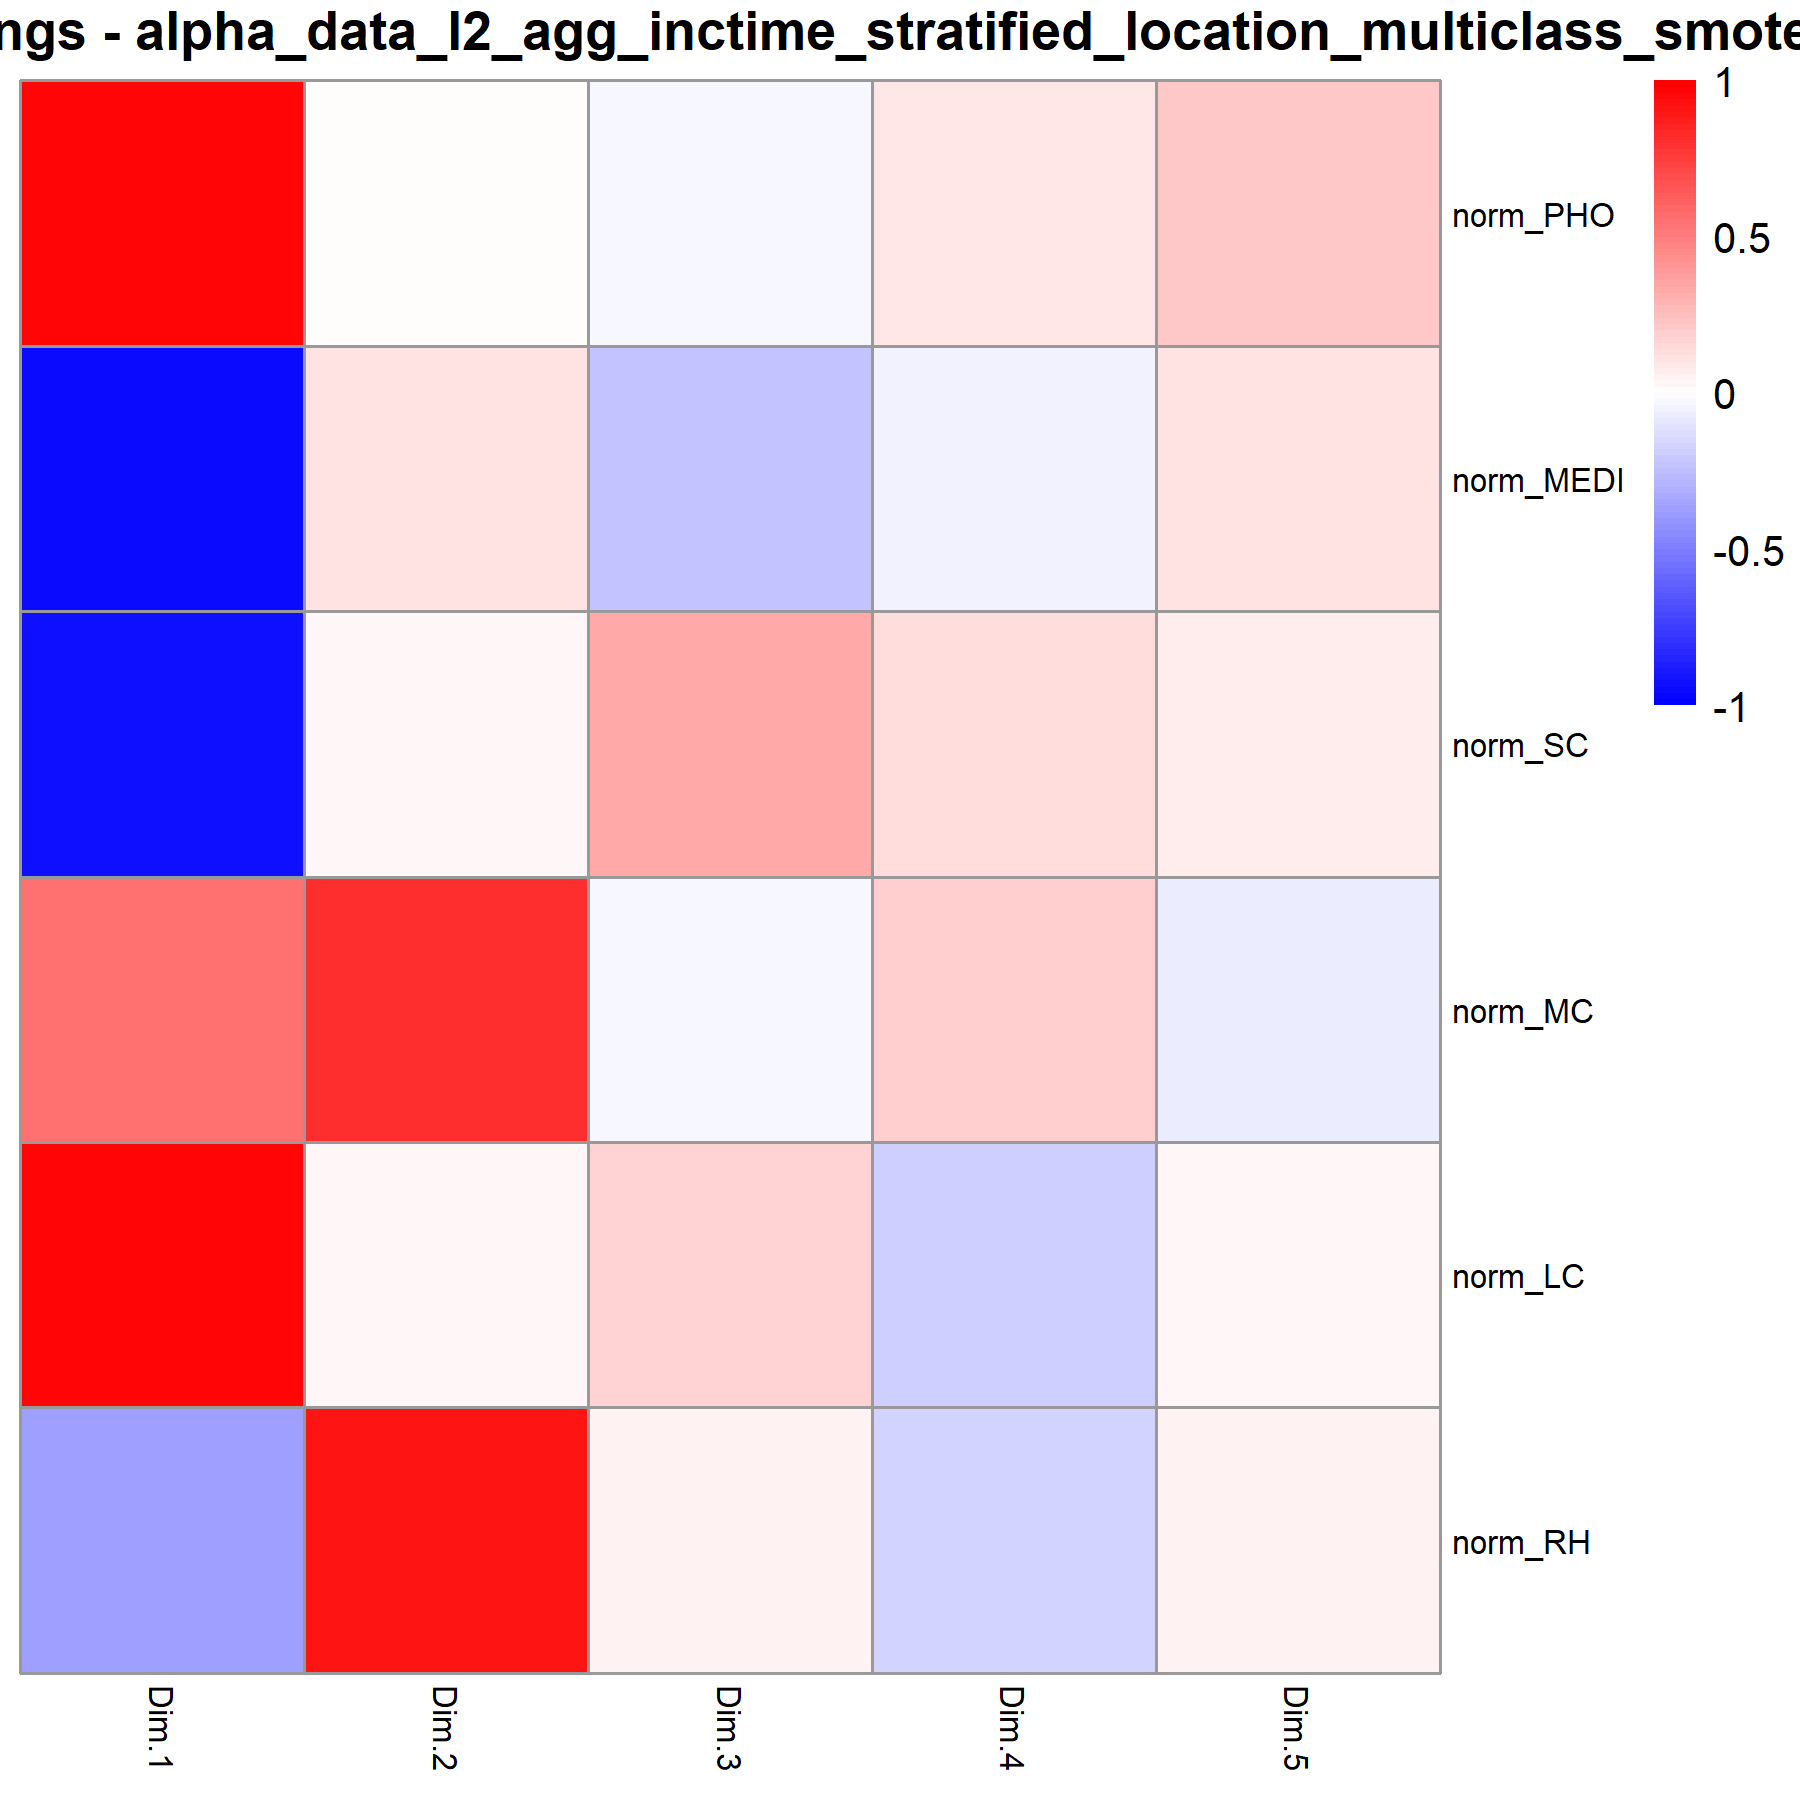 ngs - alpha_data_l2_agg_inctime_stratified_location_multiclass_smote
1
0.5
0
-0.5
-1
norm_PHO
norm_MEDI
norm_SC
norm_MC
norm_LC
norm_RH
Dim.1
Dim.2
Dim.3
Dim.4
Dim.5